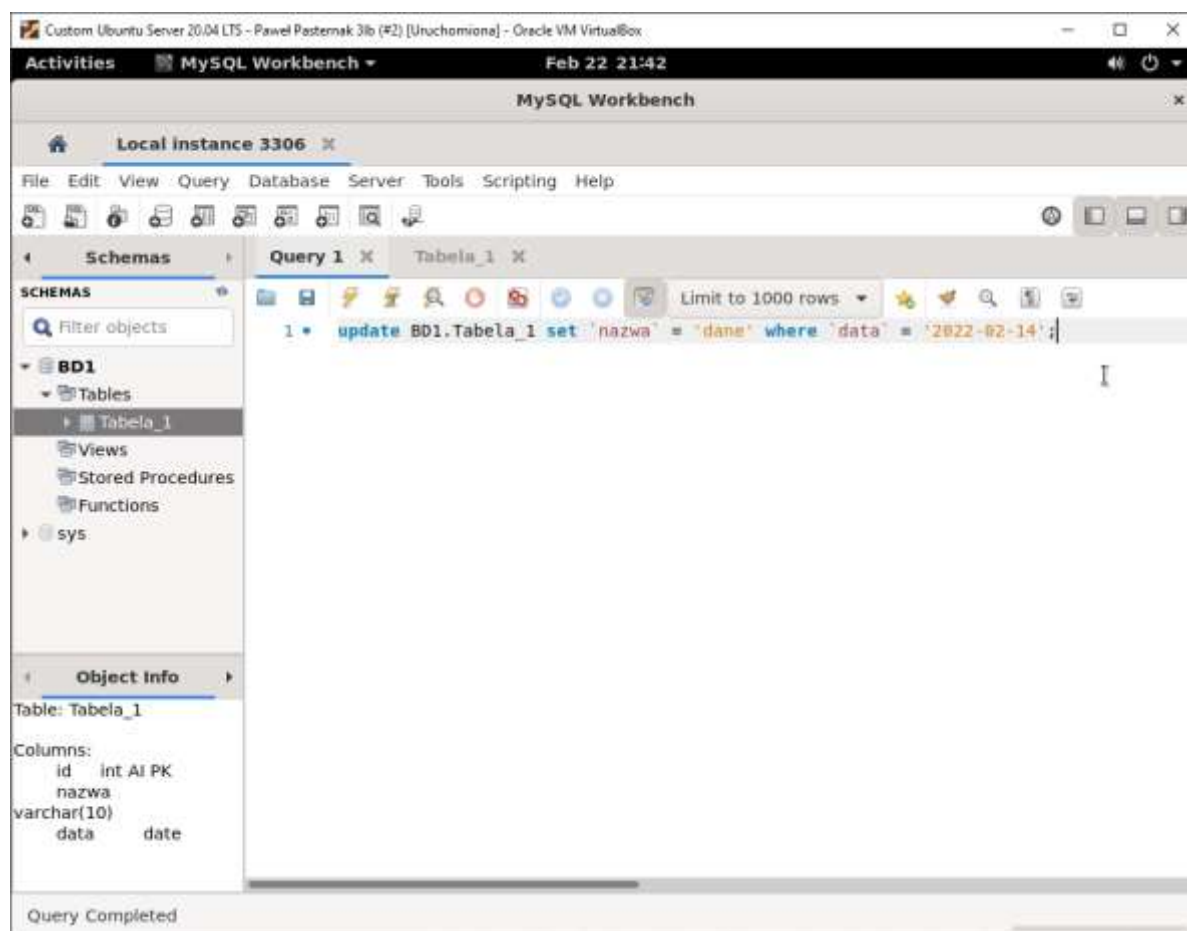 Custom Ubuntu Server 20.04 LTS - Paweł Pasternak 3lb (#2) [Uruchomiona] - Oracle VM VirtualBox
Activities MySQL Workbench Feb 22 21:42
MySQL Workbench
Local instance 3306
File Edit View Query Database Server Tools Scripting Help
Schemas
Query 1 Tabela_1
SCHEMAS
Limit to 1000 rows
Filter objects
1 update BD1.Tabela_1 set `nazwa` = 'dane' where `data` = '2022-02-14';
BD1
Tables
Tabela_1
Views
Stored Procedures
Functions
sys
Object Info
Table: Tabela_1
Columns:
id int AI PK
nazwa
varchar(10)
data date
Query Completed